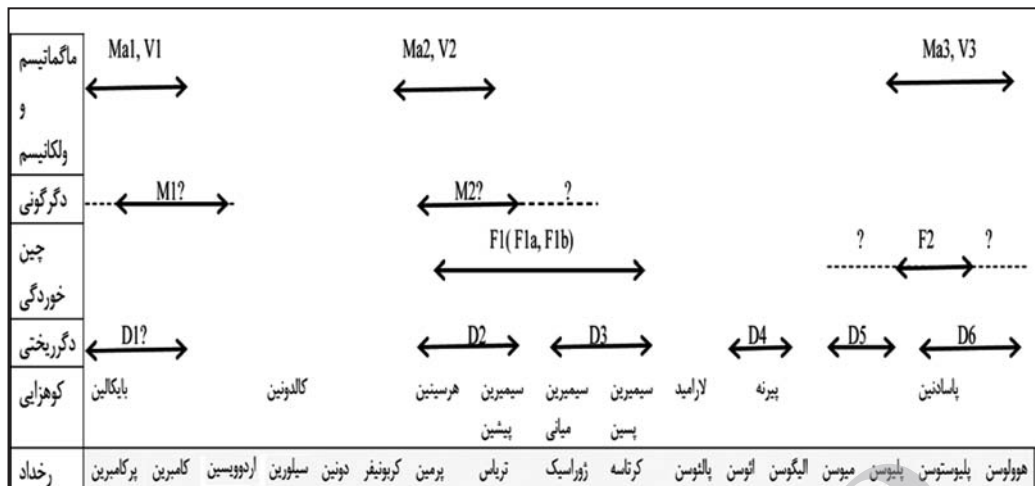 ماگماتیسم
و
ولکانیسم
Ma1, V1
Ma2, V2
Ma3, V3
دگرگونی
M1?
M2?
?
چین
خوردگی
F1( F1a, F1b)
?
F2
?
دگرریختی
D1?
D2
D3
D4
D5
D6
کوهزایی
بایکالین
کالدونین
هرسینین
سیمیرین
پیشین
سیمیرین
میانی
سیمیرین
پسین
لارامید
پیرنه
پاسادنین
رخداد
پرکامبرین
کامبرین
اردوویسین
سیلورین
دونین
کربونیفر
پرمین
تریاس
ژوراسیک
کرتاسه
پالئوسن
ائوسن
الیگوسن
میوسن
پلیوسن
پلیوستوسن
هوولوسن